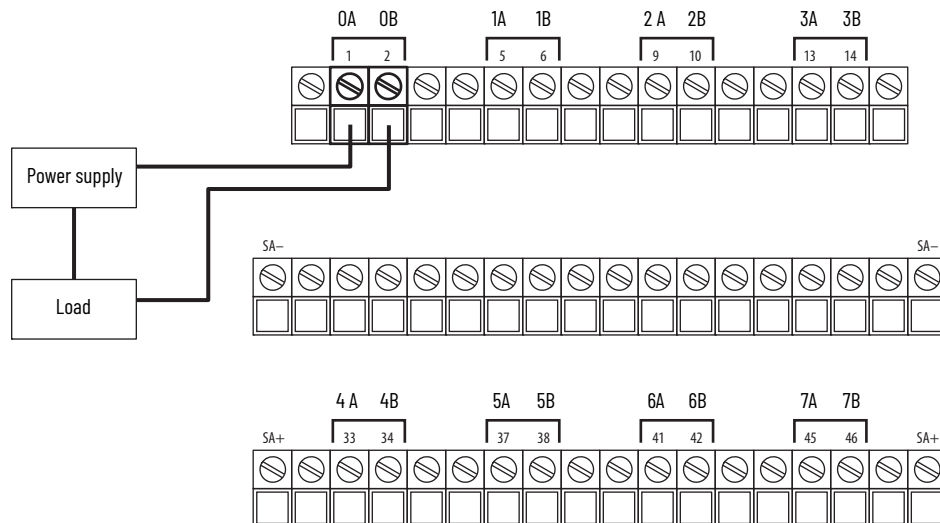 0A 0B 1A 1B 2 A 2B 3A 3B
1 2 5 6 9 10 13 14
Power supply
SA– SA–
Load
4 A 4B 5A 5B 6A 6B 7A 7B
SA+ 33 34 37 38 41 42 45 46 SA+